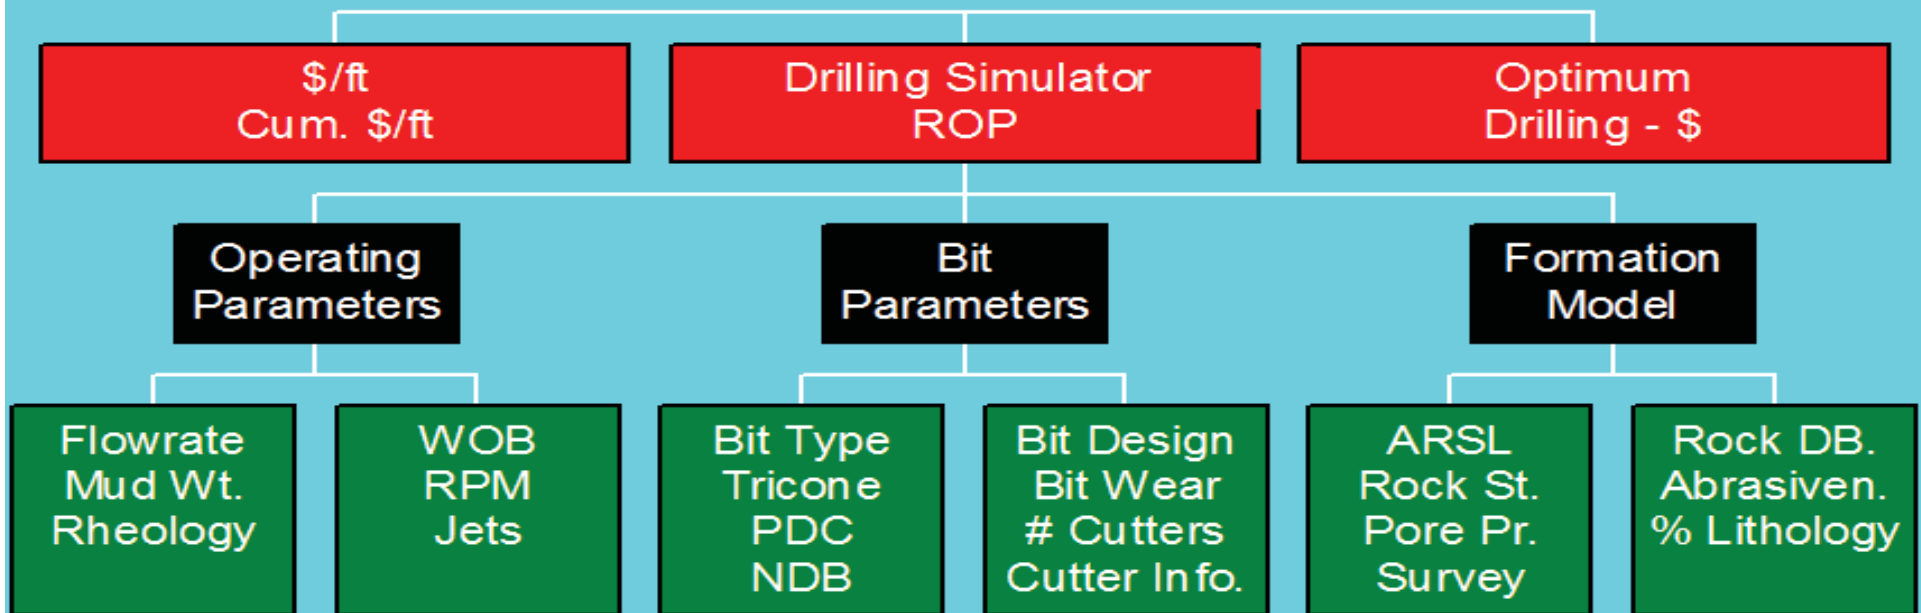 $/ft
Cum. $/ft
Drilling Simulator
ROP
Optimum
Drilling - $
Operating
Parameters
Bit
Parameters
Formation
Model
Flowrate
Mud Wt.
Rheology
WOB
RPM
Jets
Bit Type
Tricone
PDC
NDB
Bit Design
Bit Wear
# Cutters
Cutter Info.
ARSL
Rock St.
Pore Pr.
Survey
Rock DB.
Abrasiven.
% Lithology